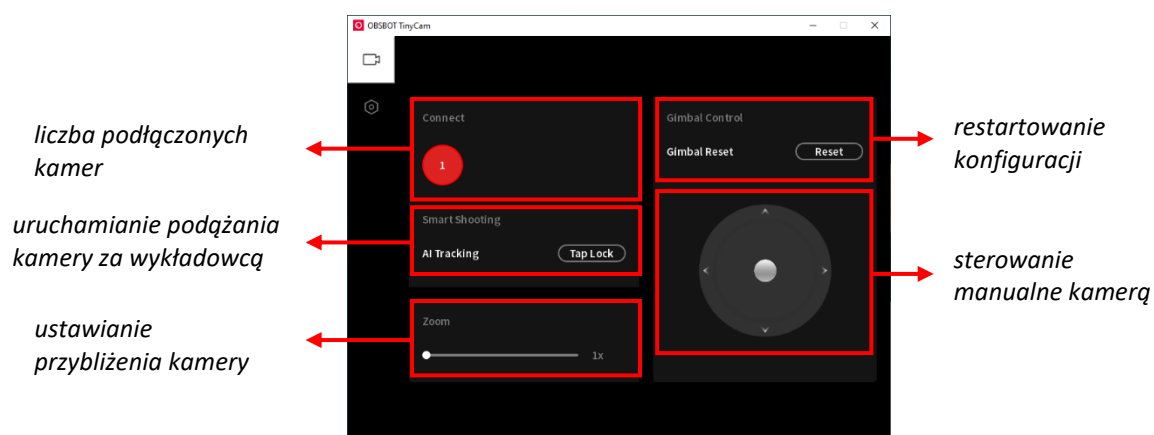 OBSBOT TinyCam
liczba podłączonych
kamer
Connect
1
uruchamianie podążania
kamery za wykładowcą
Smart Shooting
AI Tracking
Tap Lock
ustawianie
przybliżenia kamery
Zoom
1x
Gimbal Control
Gimbal Reset
Reset
restartowanie
konfiguracji
sterowanie
manualne kamerą